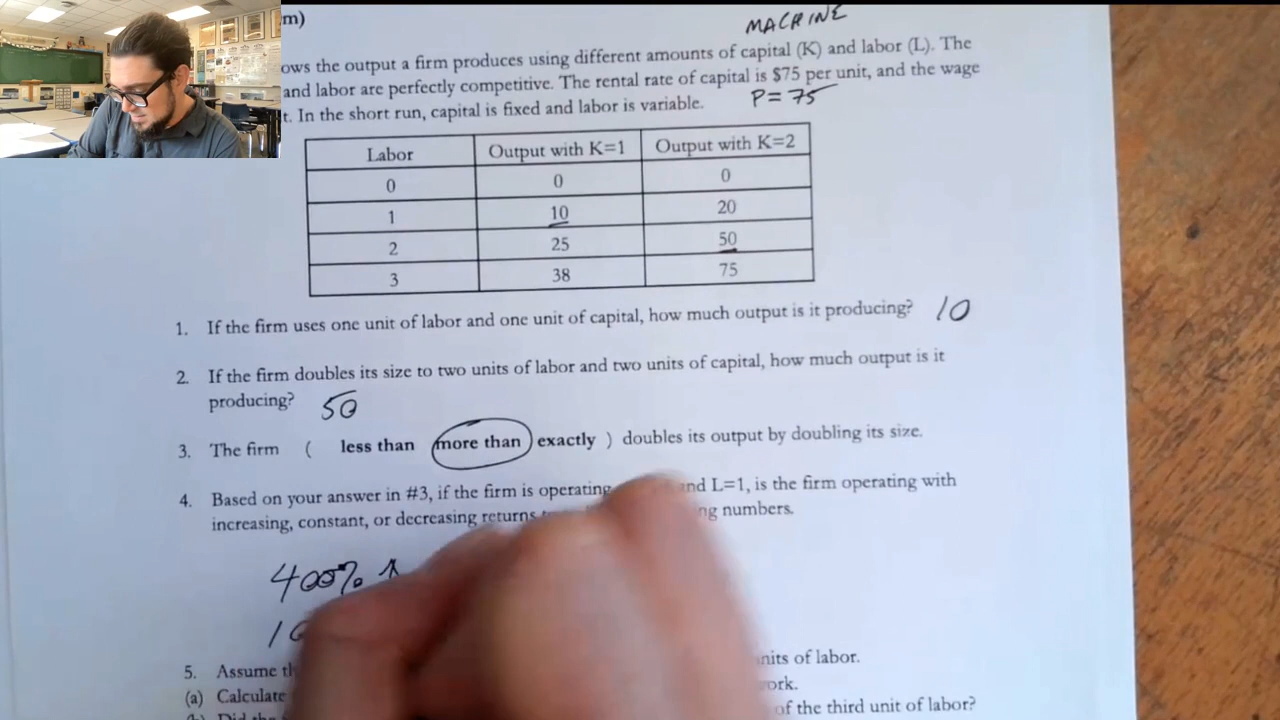 m) MACHINE
ows the output a firm produces using different amounts of capital (K) and labor (L). The
and labor are perfectly competitive. The rental rate of capital is $75 per unit, and the wage
t. In the short run, capital is fixed and labor is variable. P=75
Labor Output with K=1 Output with K=2
0 0 0
1 10 20
2 25 50
3 38 75
1. If the firm uses one unit of labor and one unit of capital, how much output is it producing? 10
2. If the firm doubles its size to two units of labor and two units of capital, how much output is it
producing? 50
3. The firm ( less than more than exactly ) doubles its output by doubling its size.
4. Based on your answer in #3, if the firm is operating nd L=1, is the firm operating with
increasing, constant, or decreasing returns ng numbers.
400% ↑
5. Assume nits of labor.
(a) Calculate ork.
of the third unit of labor?